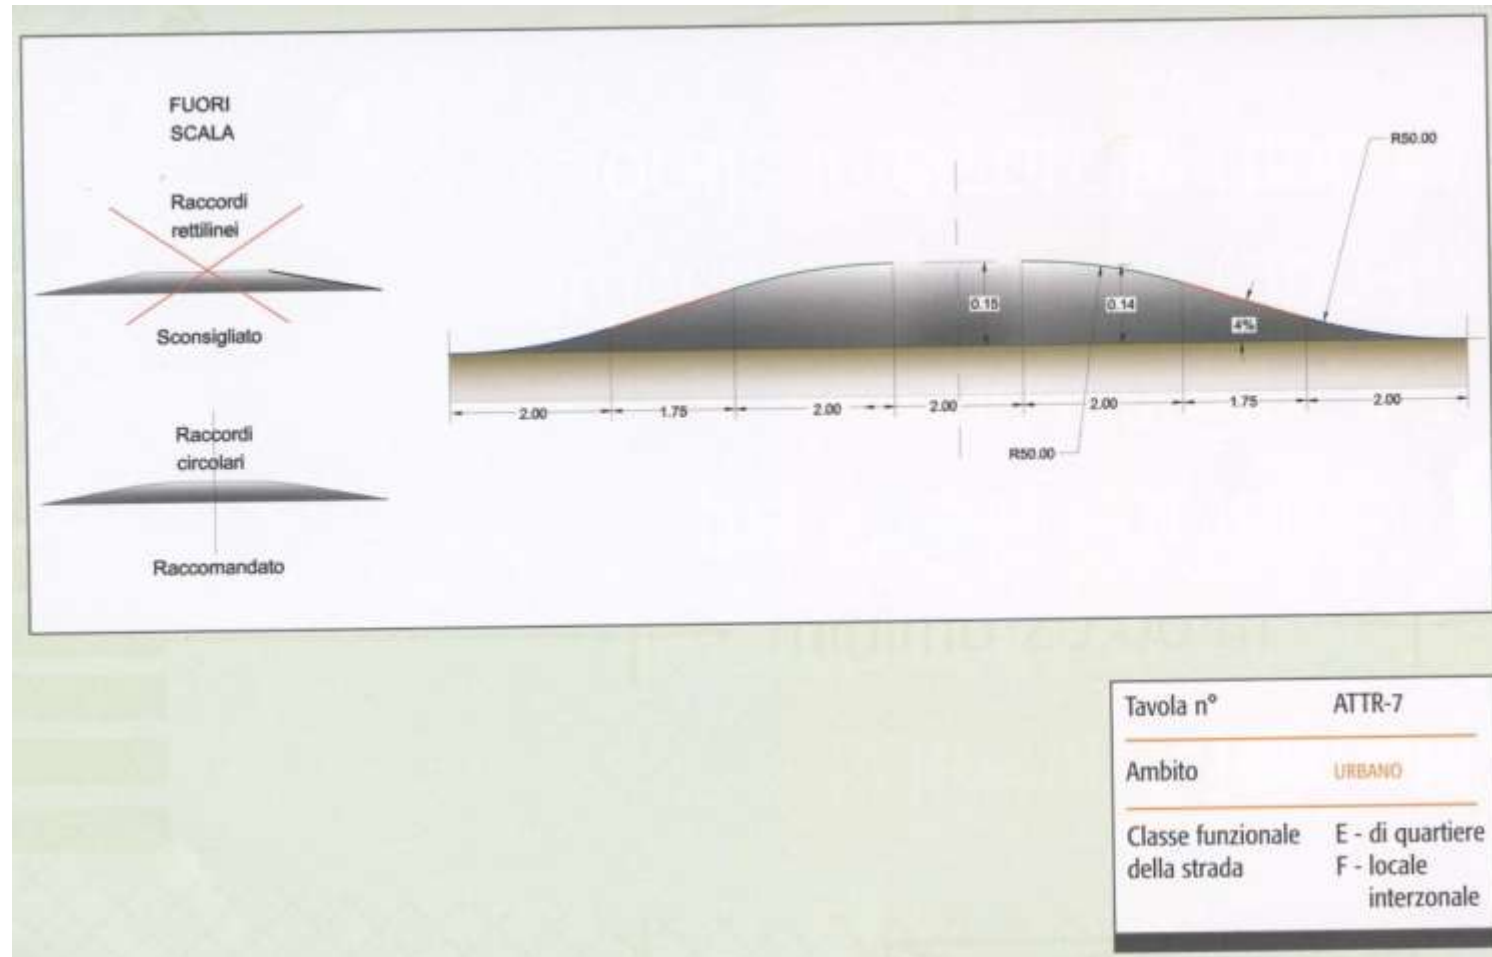 FUORI
SCALA
Raccordi
rettilinei
Sconsigliato
Raccordi
circolari
Raccomandato
R50.00
0.15
0.14
4%
2.00
1.75
2.00
2.00
2.00
1.75
2.00
R50.00
Tavola n° ATTR-7
Ambito URBANO
Classe funzionale E - di quartiere
della strada F - locale
interzonale